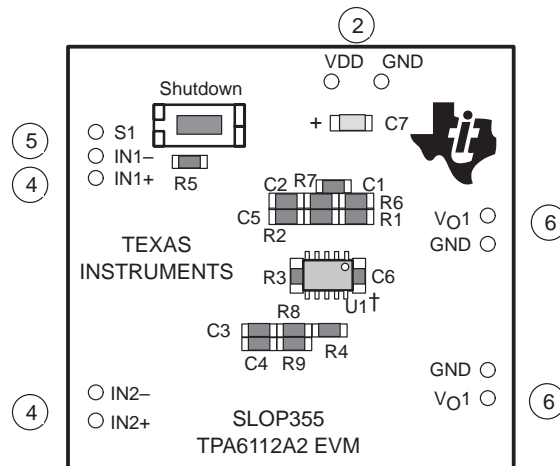 2
VDD GND
Shutdown
+ C7
5 S1
IN1–
4 IN1+
R5
R7
C2 C1
R6
C5 R1
R2
VO1 6
GND
TEXAS
INSTRUMENTS
R3 C6
U1†
R8
C3
R4
C4 R9
GND
4 IN2–
IN2+
VO1 6
SLOP355
TPA6112A2 EVM